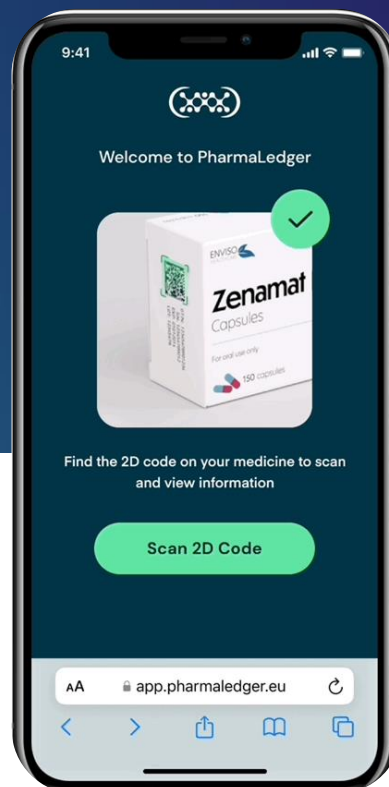 9:41
Welcome to PharmaLedger
ENVISO
Zenamat
Capsules
For oral use only
150 capsules
Find the 2D code on your medicine to scan
and view information
Scan 2D Code
AA
app.pharmaledger.eu